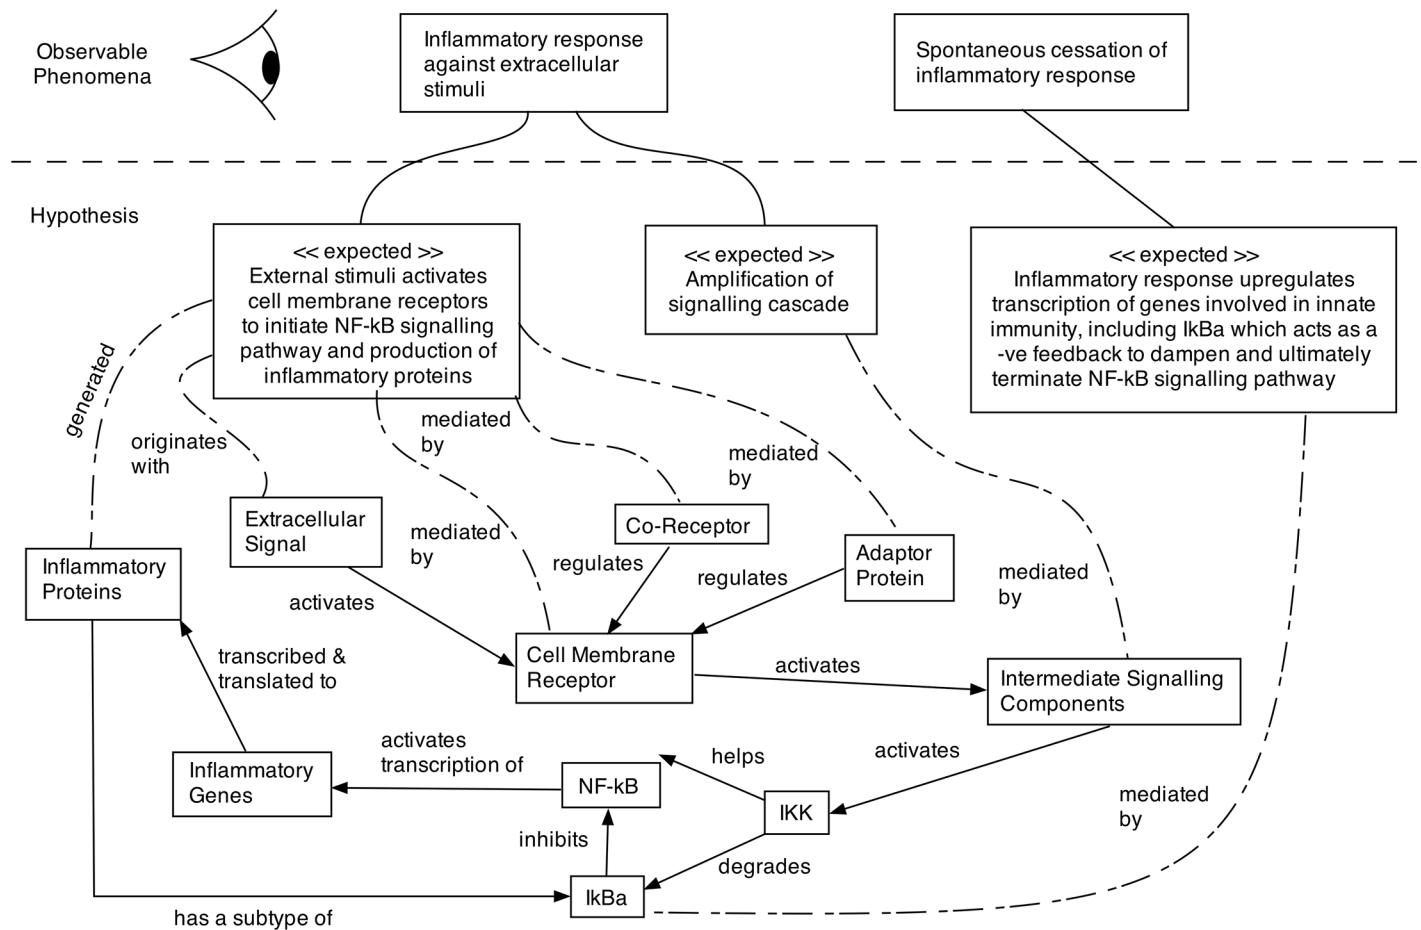 Observable
Phenomena
Inflammatory response
against extracellular
stimuli
Spontaneous cessation of
inflammatory response
Hypothesis
<< expected >>
External stimuli activates
cell membrane receptors
to initiate NF-kB signalling
pathway and production of
inflammatory proteins
<< expected >>
Amplification of
signalling cascade
<< expected >>
Inflammatory response upregulates
transcription of genes involved in innate
immunity, including IkBa which acts as a
-ve feedback to dampen and ultimately
terminate NF-kB signalling pathway
generated
originates
with
mediated
by
mediated
by
mediated
by
Extracellular
Signal
Co-Receptor
Adaptor
Protein
Inflammatory
Proteins
activates
regulates
regulates
mediated
by
transcribed &
translated to
Cell Membrane
Receptor
activates
Intermediate Signalling
Components
activates
transcription of
helps
activates
Inflammatory
Genes
NF-kB
IKK
mediated
by
inhibits
degrades
IkBa
has a subtype of